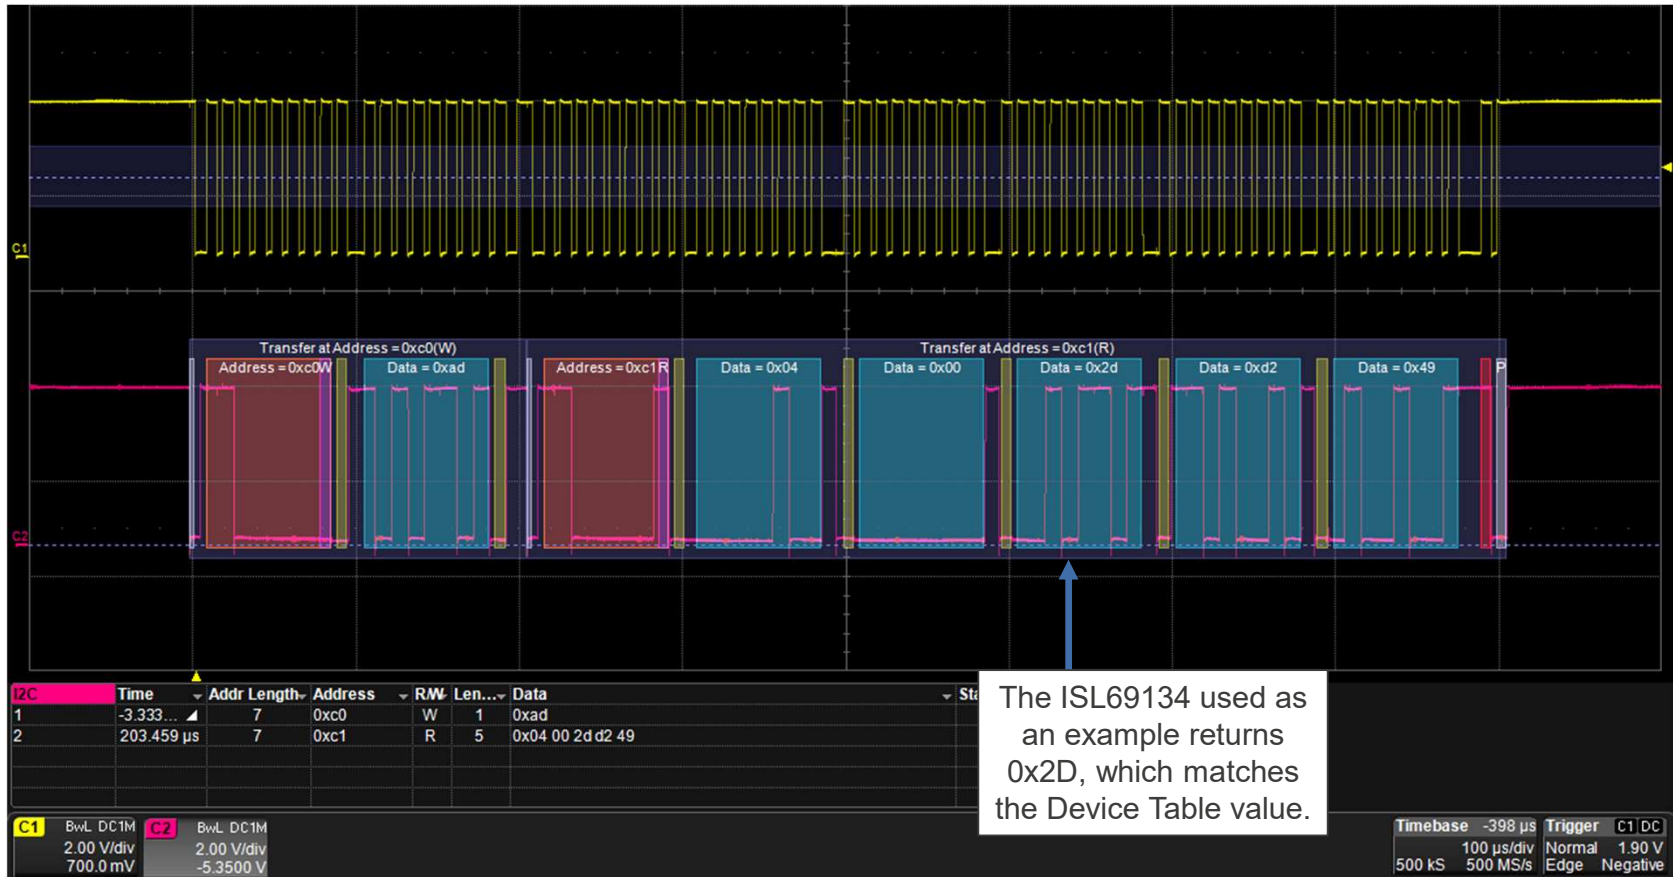 C1
Transfer at Address = 0xc0(W)
Transfer at Address = 0xc1(R)
Address = 0xc0 W
Data = 0xad
Address = 0xc1 R
Data = 0x04
Data = 0x00
Data = 0x2d
Data = 0xd2
Data = 0x49
P
C2
I2C Time Addr Length Address R/W Len... Data Sta
1 -3.333... 7 0xc0 W 1 0xad
2 203.459 µs 7 0xc1 R 5 0x04 00 2d d2 49
The ISL69134 used as
an example returns
0x2D, which matches
the Device Table value.
C1 BwL DC1M
2.00 V/div
700.0 mV
C2 BwL DC1M
2.00 V/div
-5.3500 V
Timebase -398 µs
100 µs/div
500 kS 500 MS/s
Trigger C1 DC
Normal 1.90 V
Edge Negative